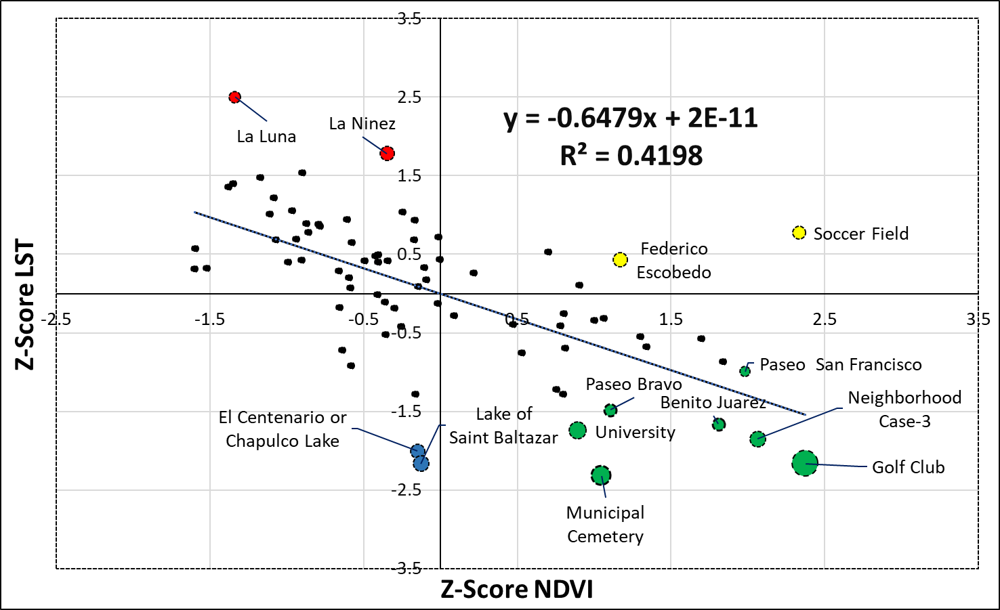 3.5
2.5
La Ninez
La Luna
y = -0.6479x + 2E-11
R² = 0.4198
1.5
Soccer Field
Federico
Escobedo
0.5
Z-Score LST
-2.5 -1.5 -0.5 0.5 1.5 2.5 3.5
-0.5
Paseo San Francisco
Paseo Bravo
Benito Juarez
Neighborhood
Case-3
-1.5
El Centenario or
Chapulco Lake
Lake of
Saint Baltazar
University
Golf Club
-2.5
Municipal
Cemetery
-3.5
Z-Score NDVI